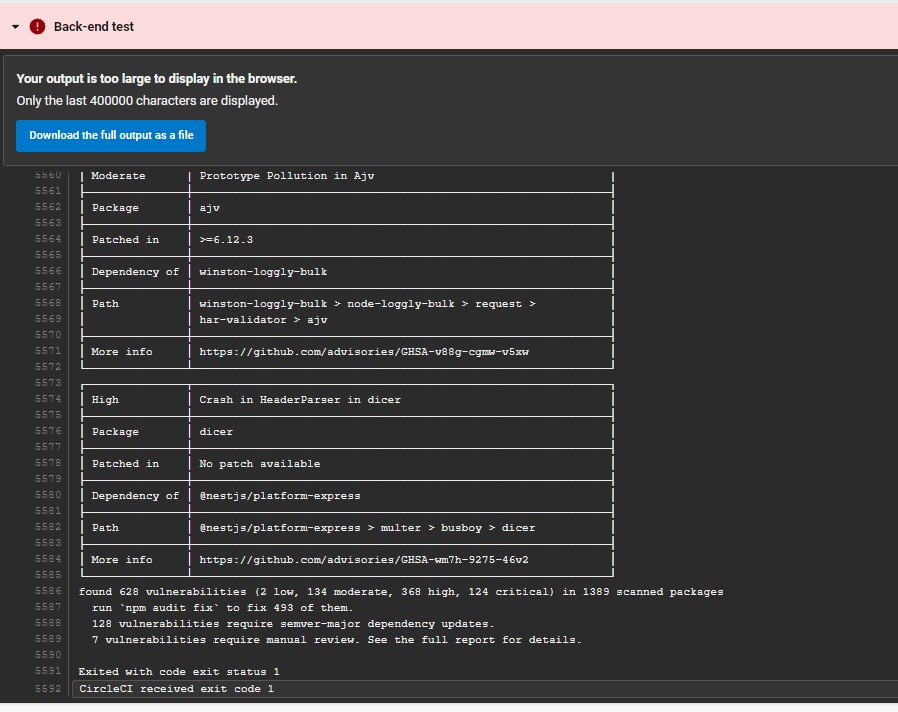 Back-end test
Your output is too large to display in the browser.
Only the last 400000 characters are displayed.
Download the full output as a file
5560 Moderate Prototype Pollution in Ajv
5561
5562 Package ajv
5563
5564 Patched in >=6.12.3
5565
5566 Dependency of winston-loggly-bulk
5567
5568 Path winston-loggly-bulk > node-loggly-bulk > request >
5569 har-validator > ajv
5570
5571 More info https://github.com/advisories/GHSA-v88g-cgmw-v5xw
5572
5573
5574 High Crash in HeaderParser in dicer
5575
5576 Package dicer
5577
5578 Patched in No patch available
5579
5580 Dependency of @nestjs/platform-express
5581
5582 Path @nestjs/platform-express > multer > busboy > dicer
5583
5584 More info https://github.com/advisories/GHSA-wm7h-9275-46v2
5585
5586 found 628 vulnerabilities (2 low, 134 moderate, 368 high, 124 critical) in 1389 scanned packages
5587 run `npm audit fix` to fix 493 of them.
5588 128 vulnerabilities require semver-major dependency updates.
5589 7 vulnerabilities require manual review. See the full report for details.
5590
5591 Exited with code exit status 1
5592 CircleCI received exit code 1